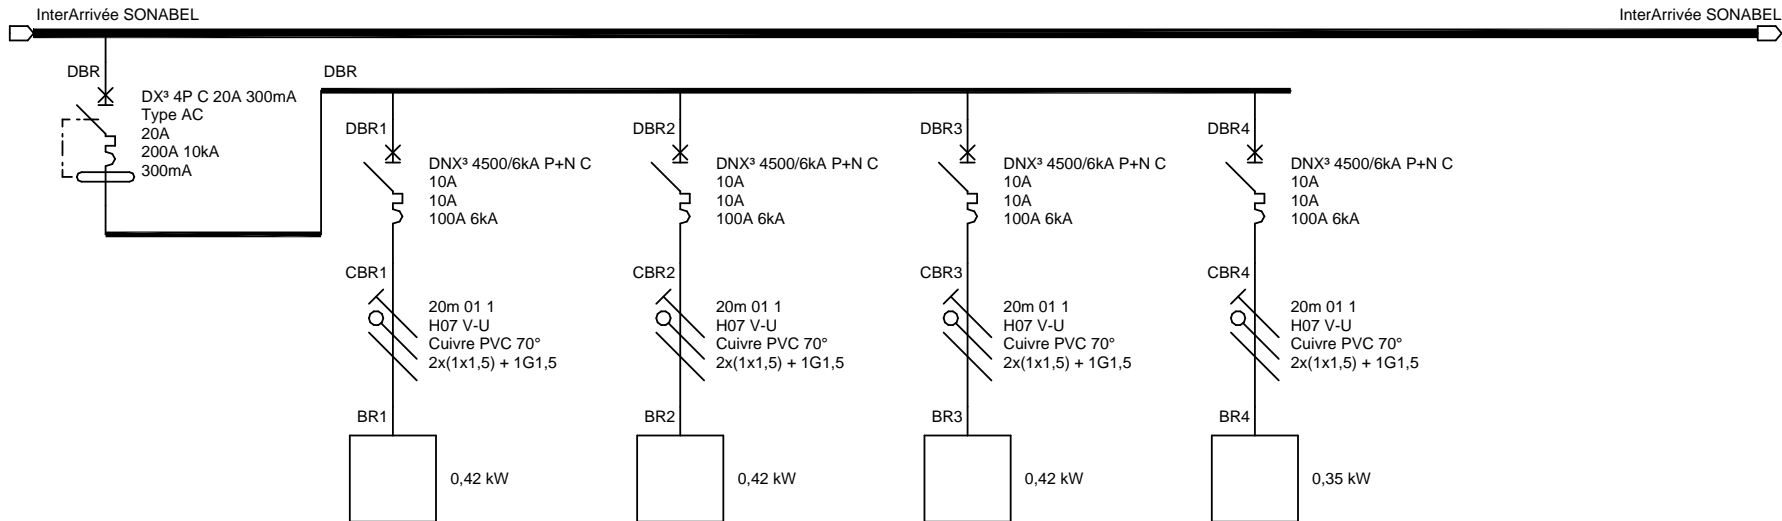 InterArrivée SONABEL
InterArrivée SONABEL
DBR
DX³ 4P C 20A 300mA
Type AC
20A
200A 10kA
300mA
DBR
DBR1
DNX³ 4500/6kA P+N C
10A
10A
100A 6kA
DBR2
DNX³ 4500/6kA P+N C
10A
10A
100A 6kA
DBR3
DNX³ 4500/6kA P+N C
10A
10A
100A 6kA
DBR4
DNX³ 4500/6kA P+N C
10A
10A
100A 6kA
CBR1
20m 01 1
H07 V-U
Cuivre PVC 70°
2x(1x1,5) + 1G1,5
CBR2
20m 01 1
H07 V-U
Cuivre PVC 70°
2x(1x1,5) + 1G1,5
CBR3
20m 01 1
H07 V-U
Cuivre PVC 70°
2x(1x1,5) + 1G1,5
CBR4
20m 01 1
H07 V-U
Cuivre PVC 70°
2x(1x1,5) + 1G1,5
BR1
0,42 kW
BR2
0,42 kW
BR3
0,42 kW
BR4
0,35 kW